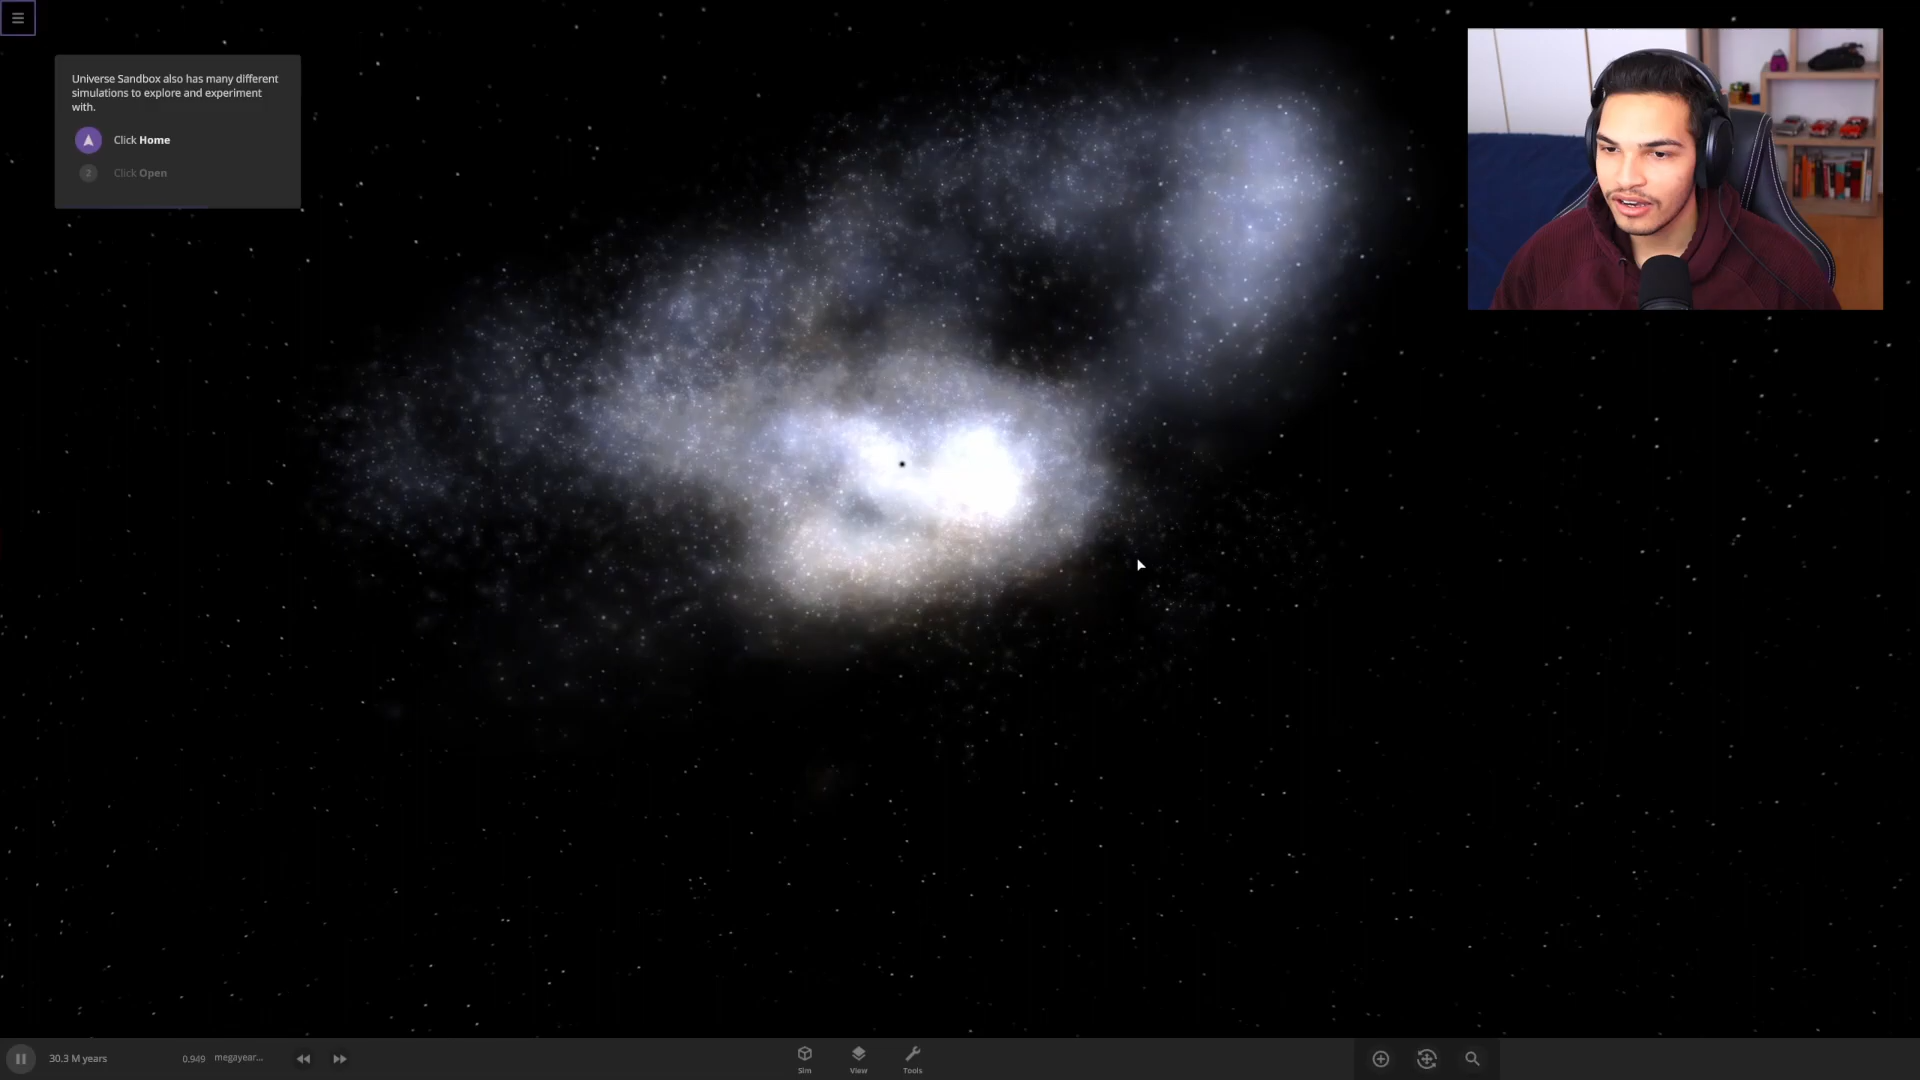 Universe Sandbox also has many different
simulations to explore and experiment
with.
Click Home
2 Click Open
30.3 M years 0.949 megayear...
Sim View Tools